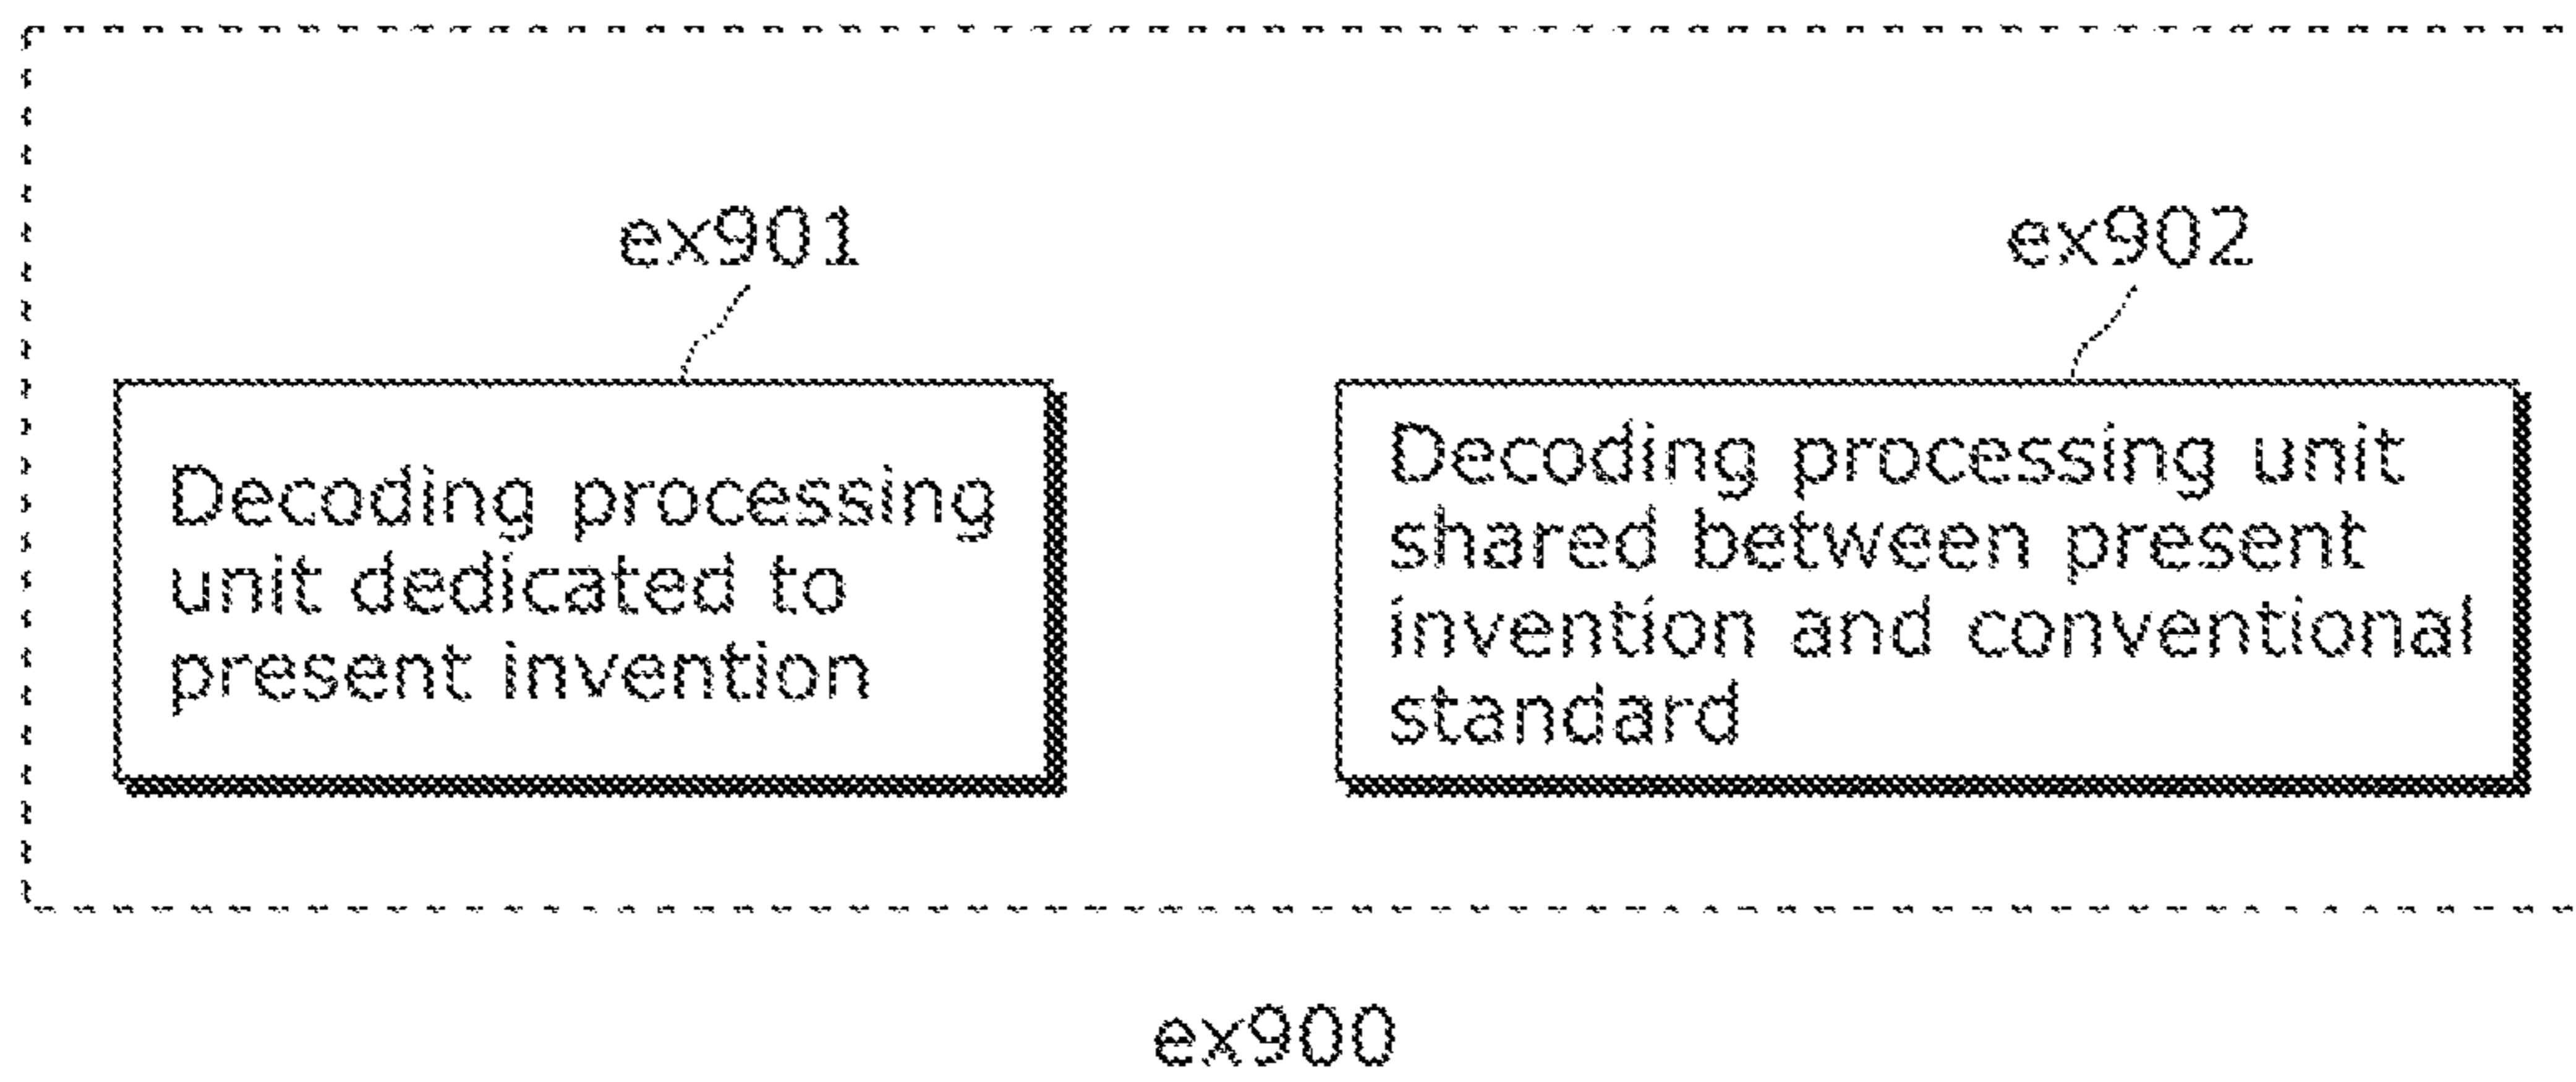 ex901
ex902
Decoding processing
unit dedicated to
present invention
Decoding processing unit
shared between present
invention and conventional
standard
ex900